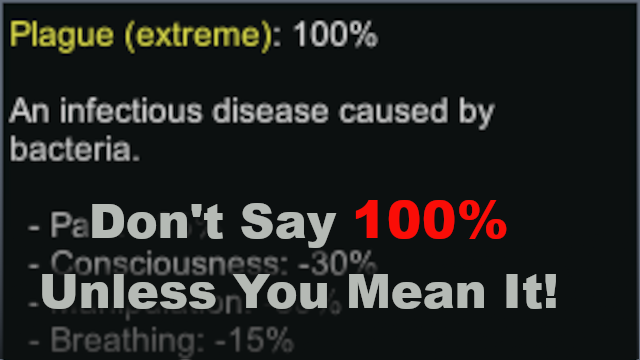 Plague (extreme): 100%
An infectious disease caused by
bacteria.
Don't Say 100%
- Consciousness: -30%
Unless You Mean It!
- Breathing: -15%